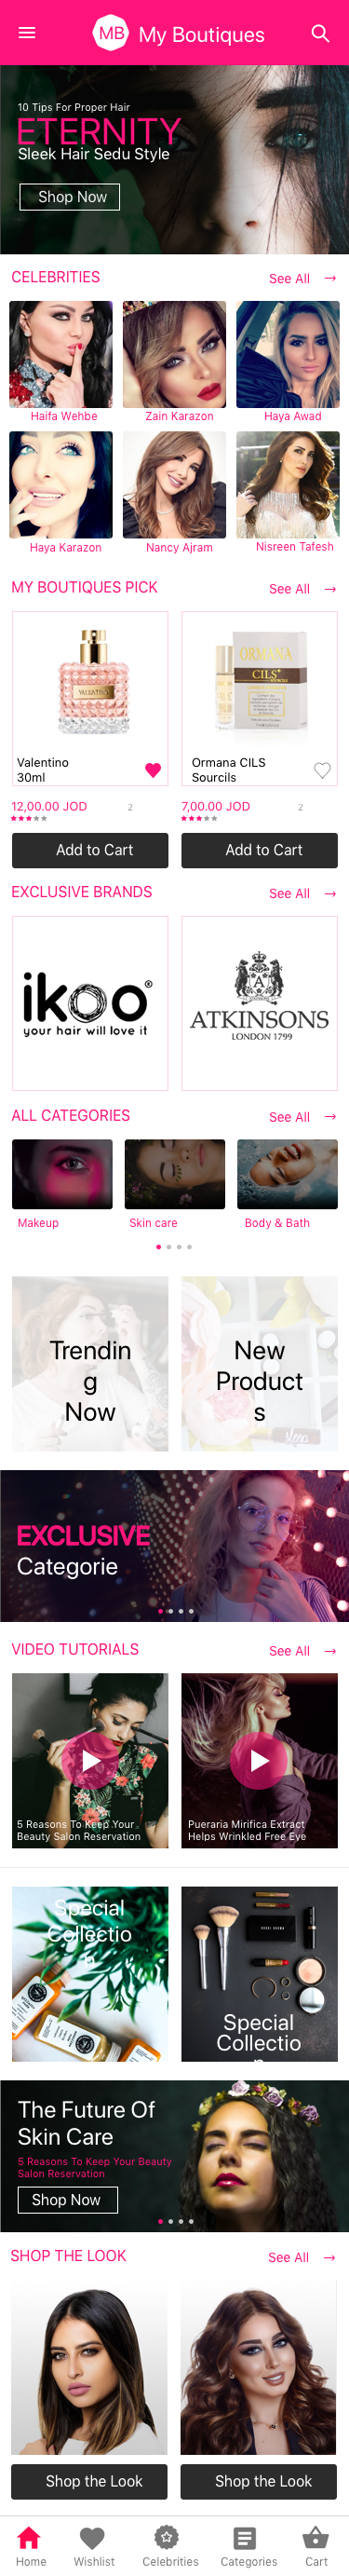 MB My Boutiques
10 Tips For Proper Hair
ETERNITY
Sleek Hair Sedu Style
Shop Now
CELEBRITIES
See All →
Haifa Wehbe
Zain Karazon
Haya Awad
Haya Karazon
Nancy Ajram
Nisreen Tafesh
MY BOUTIQUES PICK
See All →
VALENTINO
Valentino
30ml
ORMANA
CILS+
SOURCILS
Ormana CILS
Sourcils
12,00.00 JOD
2
7,00.00 JOD
2
Add to Cart
Add to Cart
EXCLUSIVE BRANDS
See All →
ikoo®
your hair will love it
A
ATKINSONS
LONDON 1799
ALL CATEGORIES
See All →
Makeup
Skin care
Body & Bath
Trendin
g
Now
New
Product
s
EXCLUSIVE
Categorie
VIDEO TUTORIALS
See All →
5 Reasons To Keep Your
Beauty Salon Reservation
Pueraria Mirifica Extract
Helps Wrinkled Free Eye
Special
Collectio
Special
Collectio
n
The Future Of
Skin Care
5 Reasons To Keep Your Beauty
Salon Reservation
Shop Now
SHOP THE LOOK
See All →
Shop the Look
Shop the Look
Home
Wishlist
Celebrities
Categories
Cart